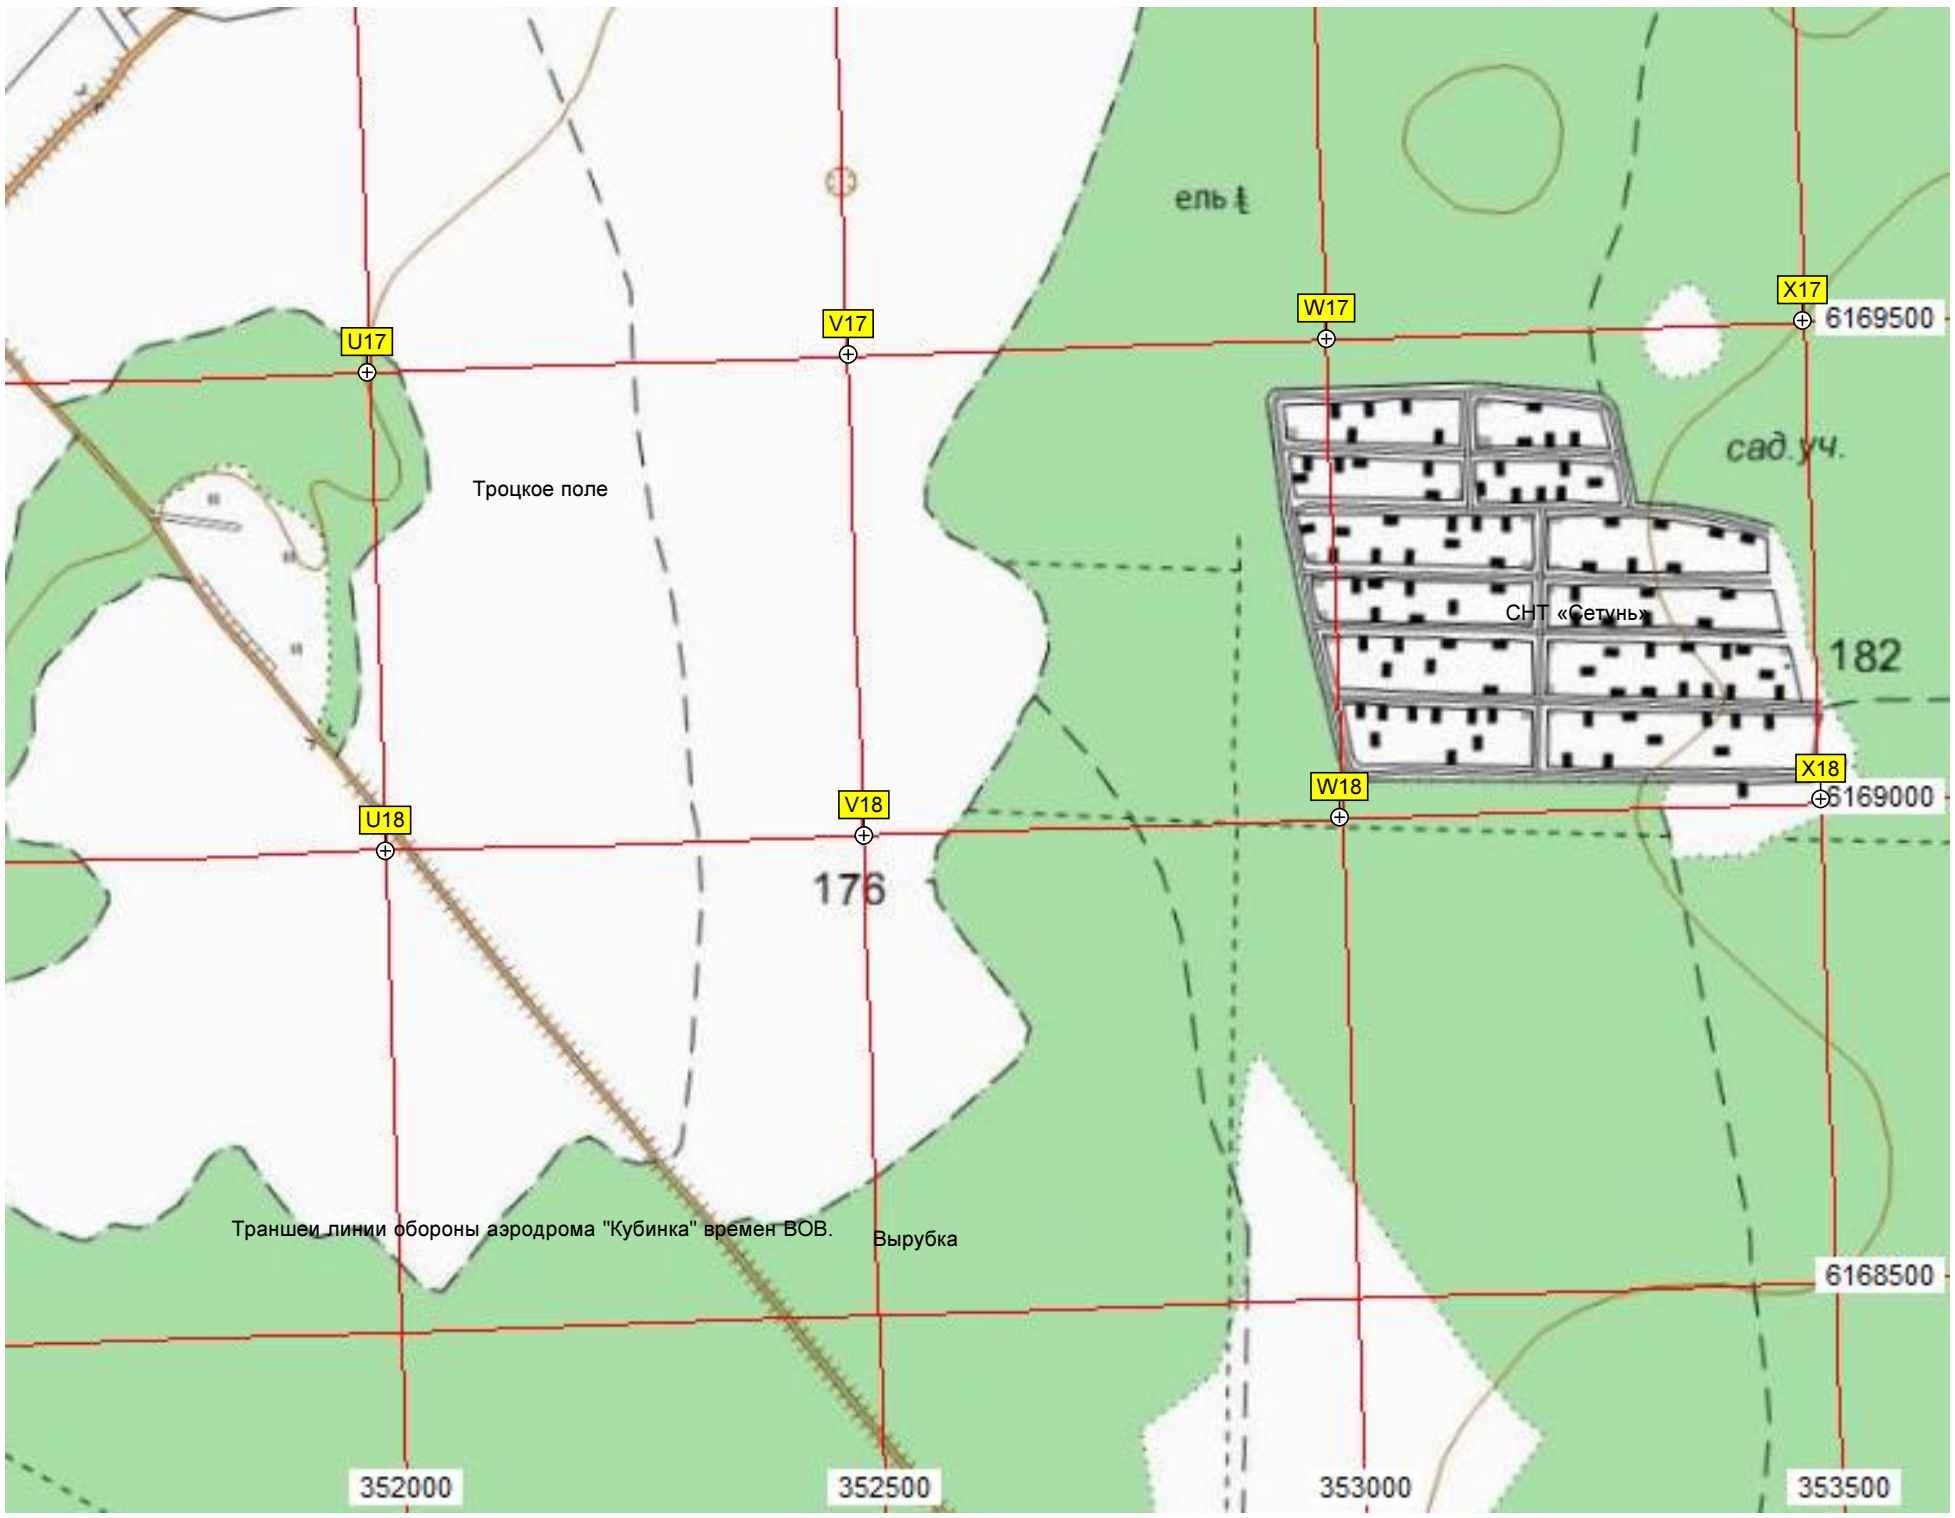 ель
X17
W17
6169500
V17
U17
сад.уч.
Троцкое поле
СНТ «Сетунь»
182
X18
W18
6169000
V18
U18
176
Траншеи линии обороны аэродрома "Кубинка" времен ВОВ.
Вырубка
6168500
352000
352500
353000
353500